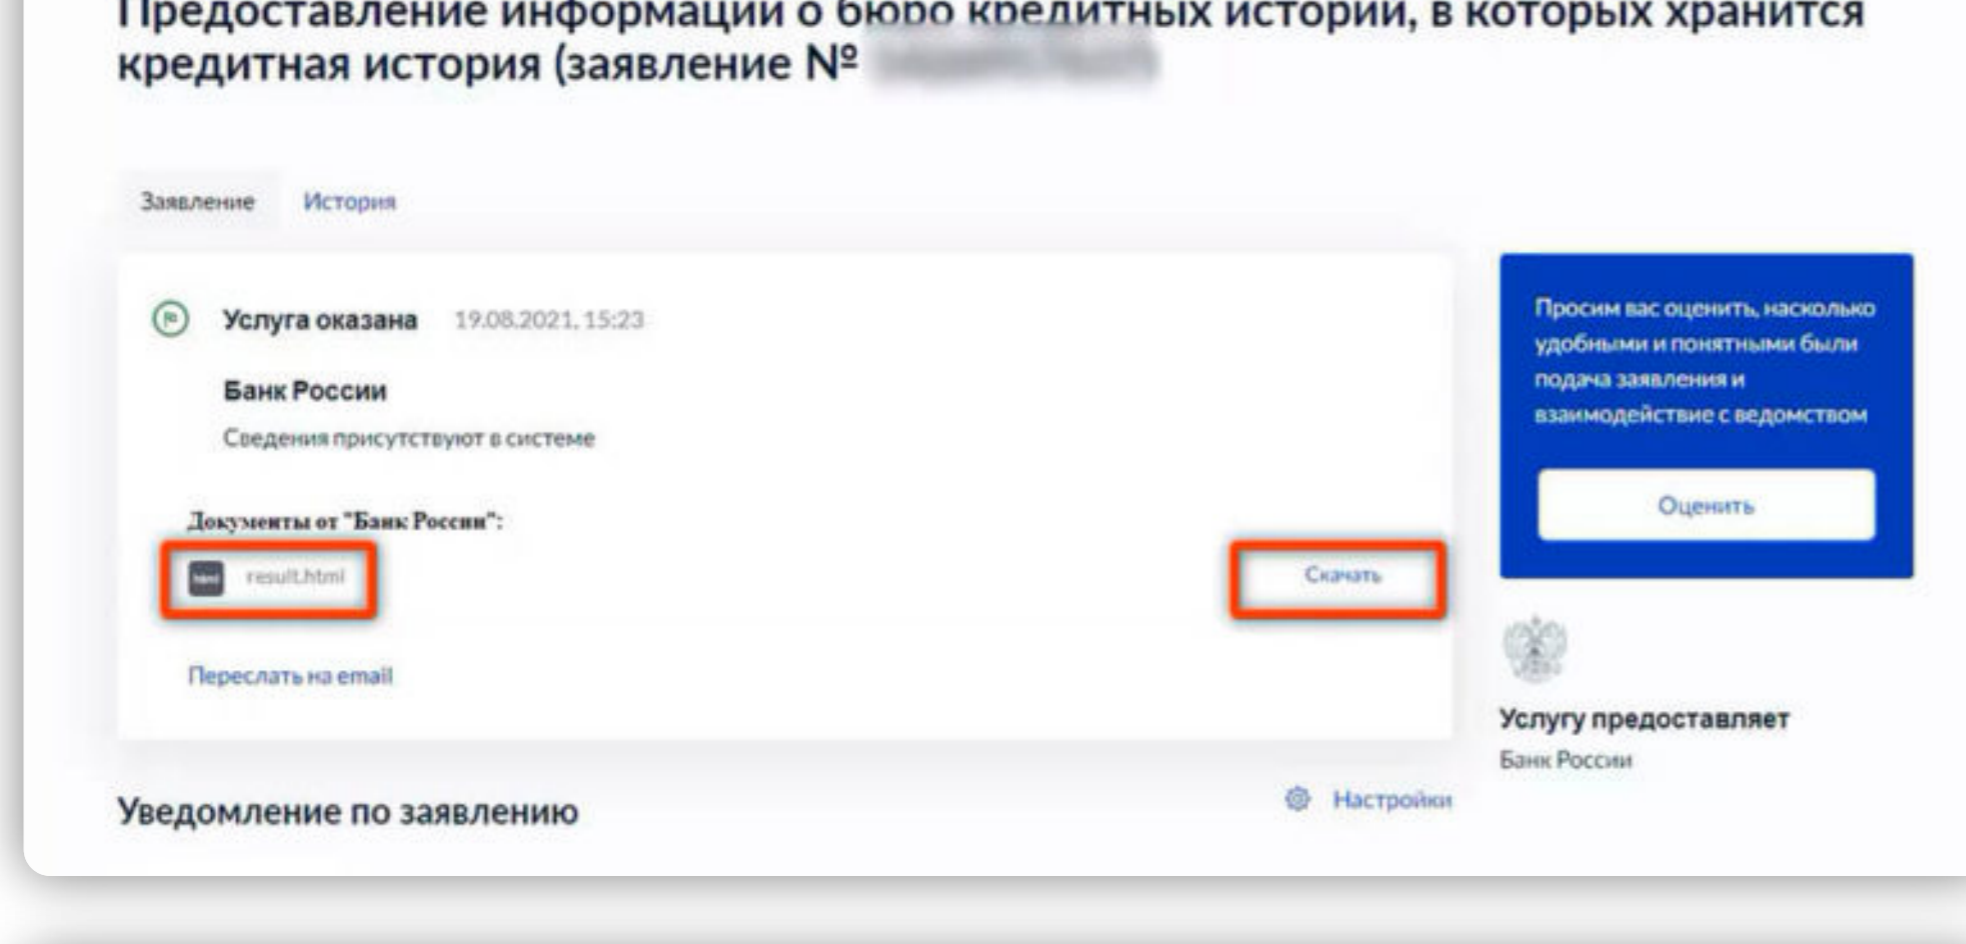 Предоставление информации о бюро кредитных историй, в которых хранится
кредитная история (заявление №
Заявление
История
Услуга оказана 19.08.2021, 15:23
Банк России
Сведения присутствуют в системе
Документы от "Банк России":
html result.html
Скачать
Переслать на email
Просим вас оценить, насколько
удобными и понятными были
подача заявления и
взаимодействие с ведомством
Оценить
Услугу предоставляет
Банк России
Уведомление по заявлению
Настройки